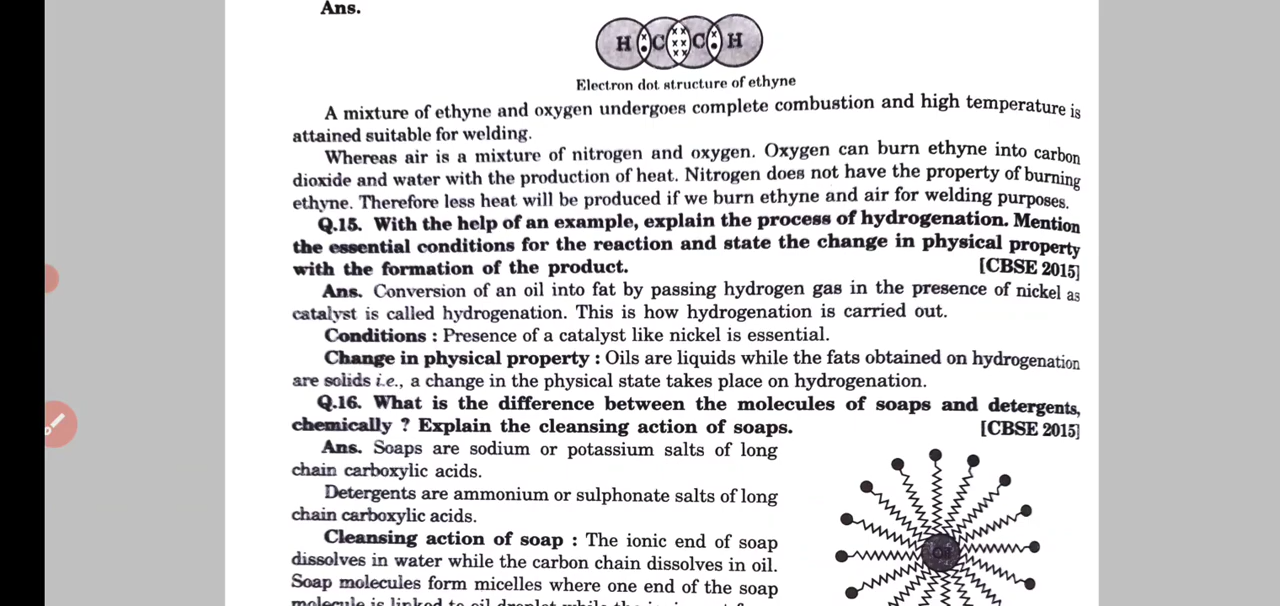 Ans.
H C C H
Electron dot structure of ethyne
A mixture of ethyne and oxygen undergoes complete combustion and high temperature is
attained suitable for welding.
Whereas air is a mixture of nitrogen and oxygen. Oxygen can burn ethyne into carbon
dioxide and water with the production of heat. Nitrogen does not have the property of burning
ethyne. Therefore less heat will be produced if we burn ethyne and air for welding purposes.
Q.15. With the help of an example, explain the process of hydrogenation. Mention
the essential conditions for the reaction and state the change in physical property
with the formation of the product. [CBSE 2015]
Ans. Conversion of an oil into fat by passing hydrogen gas in the presence of nickel as
catalyst is called hydrogenation. This is how hydrogenation is carried out.
Conditions : Presence of a catalyst like nickel is essential.
Change in physical property : Oils are liquids while the fats obtained on hydrogenation
are solids i.e., a change in the physical state takes place on hydrogenation.
Q.16. What is the difference between the molecules of soaps and detergents,
chemically ? Explain the cleansing action of soaps. [CBSE 2015]
Ans. Soaps are sodium or potassium salts of long
chain carboxylic acids.
Detergents are ammonium or sulphonate salts of long
chain carboxylic acids.
Cleansing action of soap : The ionic end of soap
dissolves in water while the carbon chain dissolves in oil.
Soap molecules form micelles where one end of the soap
molecule is linked to oil droplet while the
Oil